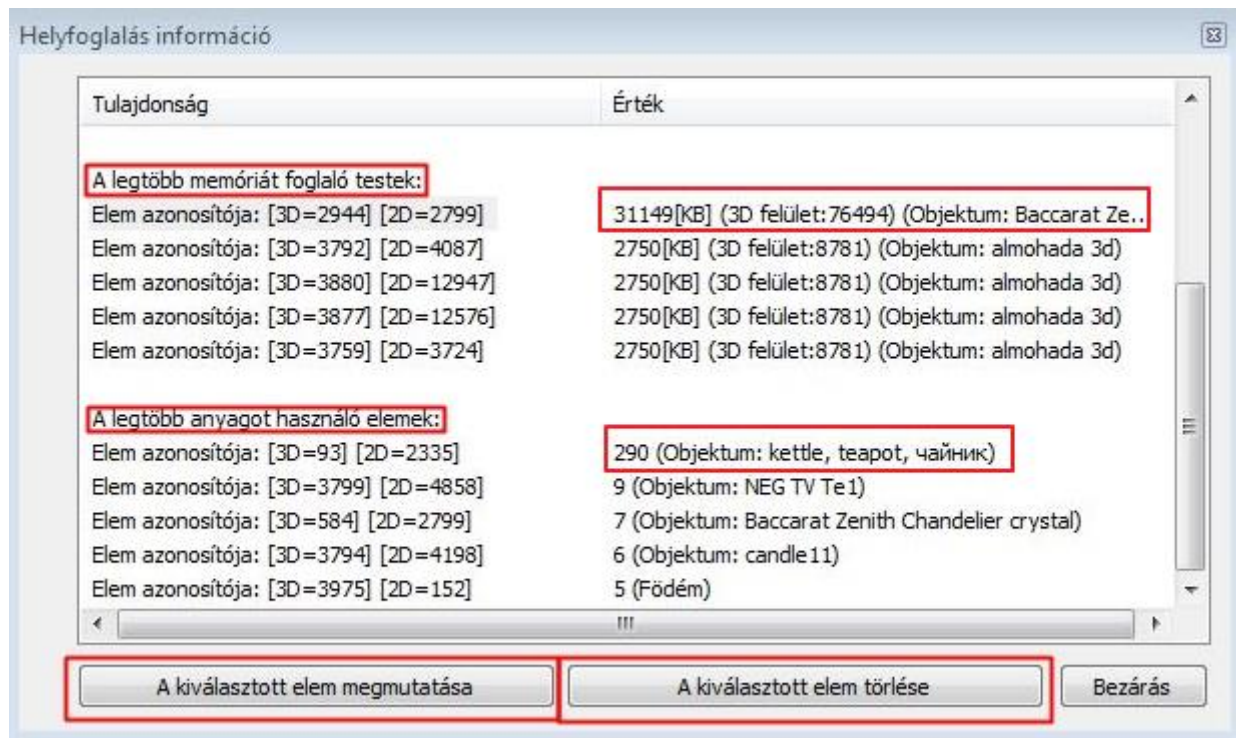 Helyfoglalás információ
Tulajdonság Érték
A legtöbb memóriát foglaló testek:
Elem azonosítója: [3D=2944] [2D=2799] 31149[KB] (3D felület:76494) (Objektum: Baccarat Ze..
Elem azonosítója: [3D=3792] [2D=4087] 2750[KB] (3D felület:8781) (Objektum: almohada 3d)
Elem azonosítója: [3D=3880] [2D=12947] 2750[KB] (3D felület:8781) (Objektum: almohada 3d)
Elem azonosítója: [3D=3877] [2D=12576] 2750[KB] (3D felület:8781) (Objektum: almohada 3d)
Elem azonosítója: [3D=3759] [2D=3724] 2750[KB] (3D felület:8781) (Objektum: almohada 3d)
A legtöbb anyagot használó elemek:
Elem azonosítója: [3D=93] [2D=2335] 290 (Objektum: kettle, teapot, чайник)
Elem azonosítója: [3D=3799] [2D=4858] 9 (Objektum: NEG TV Te1)
Elem azonosítója: [3D=584] [2D=2799] 7 (Objektum: Baccarat Zenith Chandelier crystal)
Elem azonosítója: [3D=3794] [2D=4198] 6 (Objektum: candle11)
Elem azonosítója: [3D=3975] [2D=152] 5 (Födém)
A kiválasztott elem megmutatása A kiválasztott elem törlése Bezárás